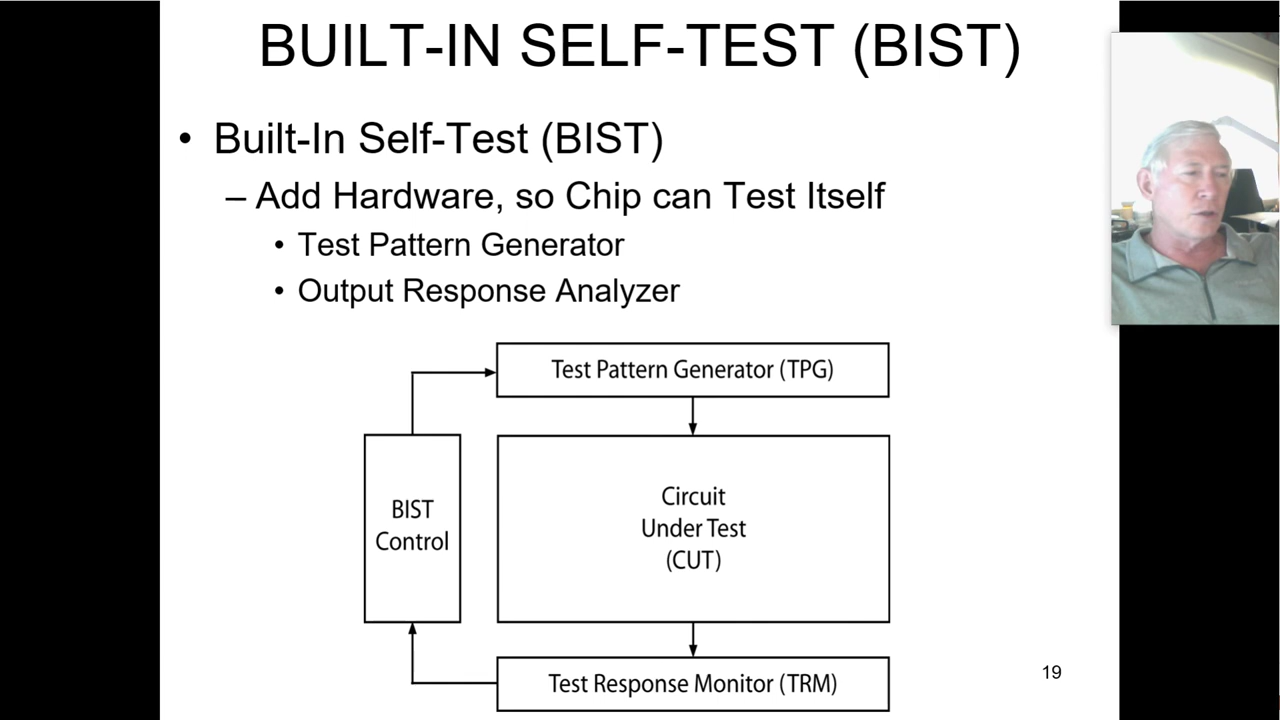 BUILT-IN SELF-TEST (BIST)
• Built-In Self-Test (BIST)
– Add Hardware, so Chip can Test Itself
• Test Pattern Generator
• Output Response Analyzer
Test Pattern Generator (TPG)
BIST
Control
Circuit
Under Test
(CUT)
Test Response Monitor (TRM)
19